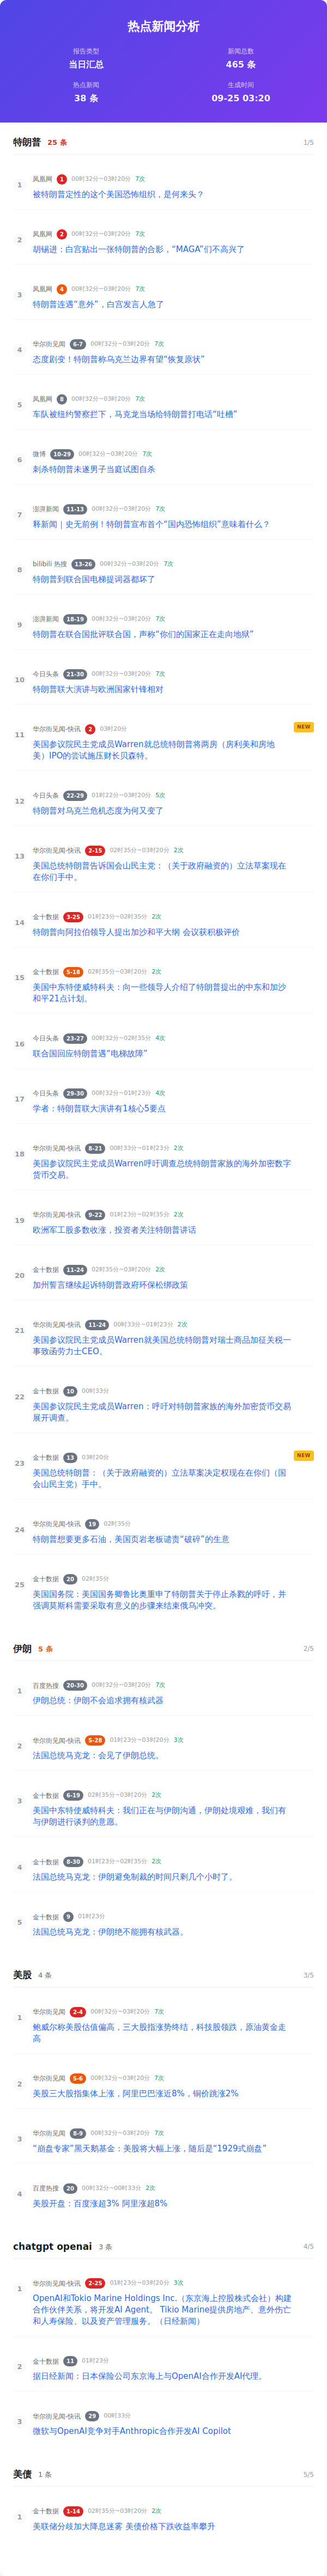 热点新闻分析
报告类型
当日汇总
新闻总数
465 条
热点新闻
38 条
生成时间
09-25 03:20
特朗普 25 条 1/5
1
凤凰网 1 00时32分~03时20分 7次
被特朗普定性的这个美国恐怖组织，是何来头？
2
凤凰网 2 00时32分~03时20分 7次
胡锡进：白宫贴出一张特朗普的合影，“MAGA”们不高兴了
3
凤凰网 4 00时32分~03时20分 7次
特朗普连遇“意外”，白宫发言人急了
4
华尔街见闻 6-7 00时32分~03时20分 7次
态度剧变！特朗普称乌克兰边界有望“恢复原状”
5
凤凰网 8 00时32分~03时20分 7次
车队被纽约警察拦下，马克龙当场给特朗普打电话“吐槽”
6
微博 10-29 00时32分~03时20分 7次
刺杀特朗普未遂男子当庭试图自杀
7
澎湃新闻 11-13 00时32分~03时20分 7次
释新闻｜史无前例！特朗普宣布首个“国内恐怖组织”意味着什么？
8
bilibili 热搜 13-26 00时32分~03时20分 7次
特朗普到联合国电梯提词器都坏了
9
澎湃新闻 18-19 00时32分~03时20分 7次
特朗普在联合国批评联合国，声称“你们的国家正在走向地狱”
10
今日头条 21-30 00时32分~03时20分 7次
特朗普联大演讲与欧洲国家针锋相对
11
华尔街见闻-快讯 2 03时20分 NEW
美国参议院民主党成员Warren就总统特朗普将两房（房利美和房地
美）IPO的尝试施压财长贝森特。
12
今日头条 22-29 01时22分~03时20分 5次
特朗普对乌克兰危机态度为何又变了
13
华尔街见闻-快讯 2-15 02时35分~03时20分 2次
美国总统特朗普告诉国会山民主党：（关于政府融资的）立法草案现在
在你们手中。
14
金十数据 3-25 01时23分~02时35分 2次
特朗普向阿拉伯领导人提出加沙和平大纲 会议获积极评价
15
金十数据 5-18 02时35分~03时20分 2次
美国中东特使威特科夫：向一些领导人介绍了特朗普提出的中东和加沙
和平21点计划。
16
今日头条 23-27 00时32分~02时35分 4次
联合国回应特朗普遇“电梯故障”
17
今日头条 29-30 00时32分~01时23分 4次
学者：特朗普联大演讲有1核心5要点
18
华尔街见闻-快讯 8-21 00时33分~01时23分 2次
美国参议院民主党成员Warren呼吁调查总统特朗普家族的海外加密数字
货币交易。
19
华尔街见闻-快讯 9-22 01时23分~02时35分 2次
欧洲军工股多数收涨，投资者关注特朗普讲话
20
金十数据 11-24 02时35分~03时20分 2次
加州誓言继续起诉特朗普政府环保松绑政策
21
华尔街见闻-快讯 11-24 00时33分~01时23分 2次
美国参议院民主党成员Warren就美国总统特朗普对瑞士商品加征关税一
事致函劳力士CEO。
22
金十数据 10 00时33分
美国参议院民主党成员Warren：呼吁对特朗普家族的海外加密货币交易
展开调查。
23
金十数据 13 03时20分 NEW
美国总统特朗普：（关于政府融资的）立法草案决定权现在在你们（国
会山民主党）手中。
24
华尔街见闻-快讯 19 02时35分
特朗普想要更多石油，美国页岩老板谴责“破碎”的生意
25
金十数据 20 02时35分
美国国务院：美国国务卿鲁比奥重申了特朗普关于停止杀戮的呼吁，并
强调莫斯科需要采取有意义的步骤来结束俄乌冲突。
伊朗 5 条 2/5
1
百度热搜 20-30 00时32分~03时20分 7次
伊朗总统：伊朗不会追求拥有核武器
2
华尔街见闻-快讯 5-28 01时23分~03时20分 3次
法国总统马克龙：会见了伊朗总统。
3
金十数据 6-19 02时35分~03时20分 2次
美国中东特使威特科夫：我们正在与伊朗沟通，伊朗处境艰难，我们有
与伊朗进行谈判的意愿。
4
金十数据 8-30 01时23分~02时35分 2次
法国总统马克龙：伊朗避免制裁的时间只剩几个小时了。
5
金十数据 9 01时23分
法国总统马克龙：伊朗绝不能拥有核武器。
美股 4 条 3/5
1
华尔街见闻 2-4 00时32分~03时20分 7次
鲍威尔称美股估值偏高，三大股指涨势终结，科技股领跌，原油黄金走
高
2
华尔街见闻 5-6 00时32分~03时20分 7次
美股三大股指集体上涨，阿里巴巴涨近8%，铜价跳涨2%
3
华尔街见闻 8-9 00时32分~03时20分 7次
“崩盘专家”黑天鹅基金：美股将大幅上涨，随后是“1929式崩盘”
4
百度热搜 20 00时32分~00时33分 2次
美股开盘：百度涨超3% 阿里涨超8%
chatgpt openai 3 条 4/5
1
华尔街见闻-快讯 2-25 01时23分~03时20分 3次
OpenAI和Tokio Marine Holdings Inc.（东京海上控股株式会社）构建
合作伙伴关系，将开发AI Agent。 Tikio Marine提供房地产、意外伤亡
和人寿保险、以及资产管理服务。（日经新闻）
2
金十数据 11 01时23分
据日经新闻：日本保险公司东京海上与OpenAI合作开发AI代理。
3
华尔街见闻-快讯 29 00时33分
微软与OpenAI竞争对手Anthropic合作开发AI Copilot
美债 1 条 5/5
1
金十数据 1-14 02时35分~03时20分 2次
美联储分歧加大降息迷雾 美债价格下跌收益率攀升